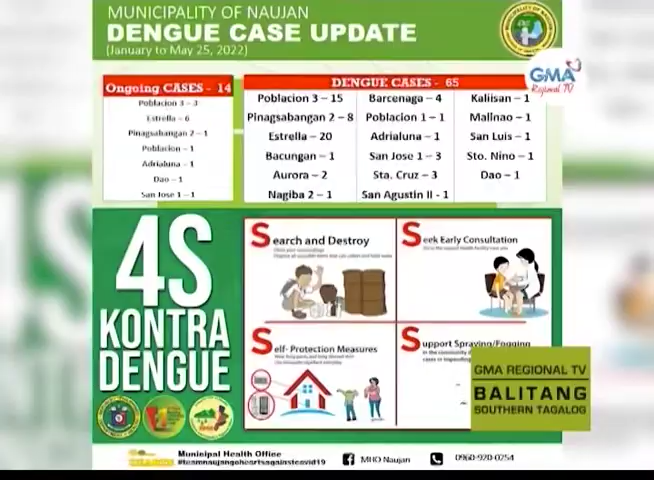 MUNICIPALITY OF NAUJAN
DENGUE CASE UPDATE
(January to May 25, 2022)
GMA
Regional TV
Ongoing CASES - 14
Poblacion 3 - 3
Estrella - 6
Pinagsabangan 2 - 1
Poblacion - 1
Adrialuna - 1
Dao - 1
San Jose 1 - 1
DENGUE CASES - 65
Poblacion 3 - 15
Pinagsabangan 2 - 8
Estrella - 20
Bacungan - 1
Aurora - 2
Nagiba 2 - 1
Barcenaga - 4
Poblacion 1 - 1
Adrialuna - 1
San Jose 1 - 3
Sta. Cruz - 3
San Agustin II - 1
Kaliisan - 1
Malinao - 1
San Luis - 1
Sto. Nino - 1
Dao - 1
4S
KONTRA
DENGUE
Search and Destroy
Seek Early Consultation
Self- Protection Measures
Support Spraying/Fogging
GMA REGIONAL TV
BALITANG
SOUTHERN TAGALOG
Municipal Health Office
#teamnaujangoheartsagainstcovid19
MHO Naujan
0960-920-0254